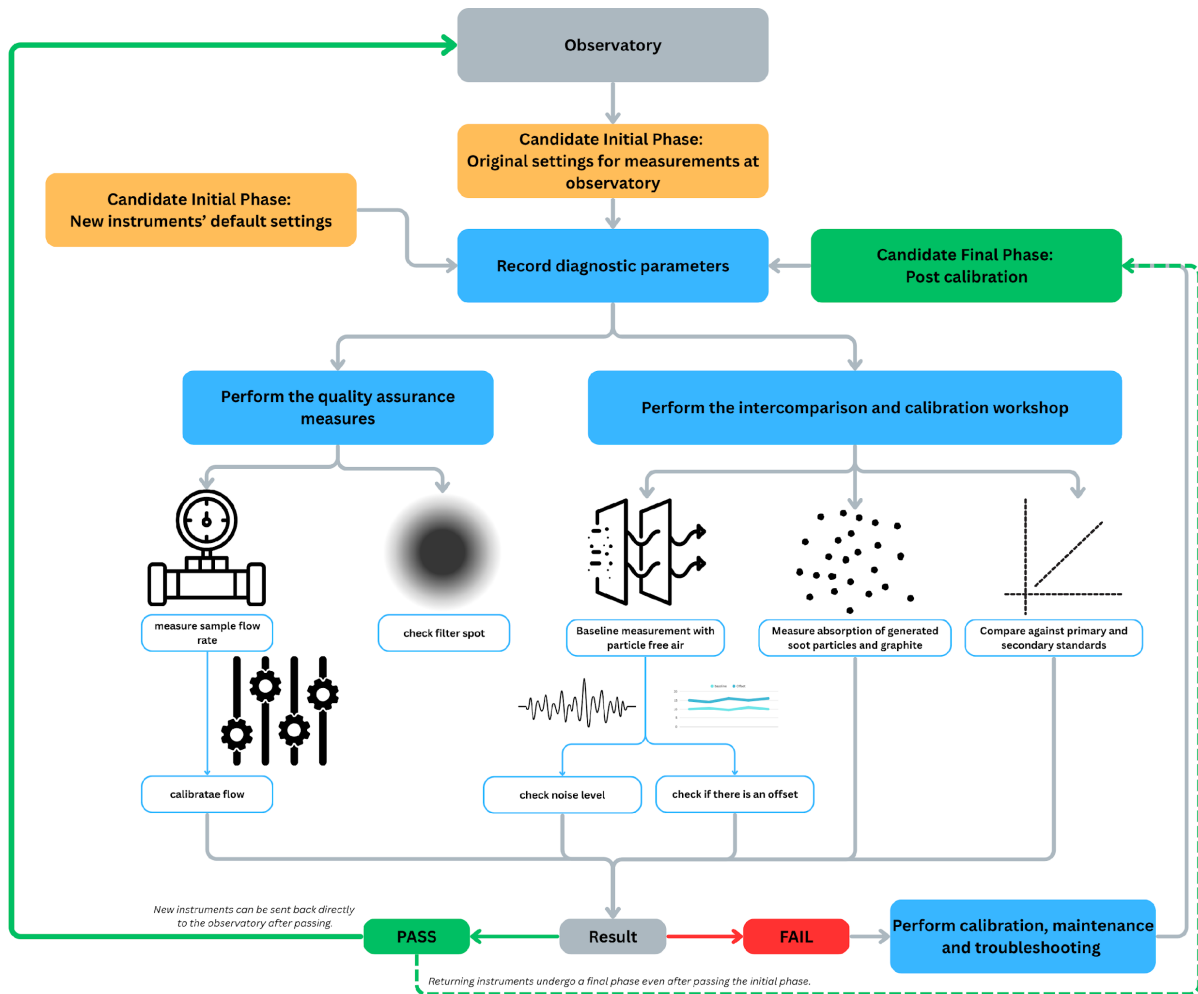 Observatory
Candidate Initial Phase:
Original settings for measurements at
observatory
Candidate Initial Phase:
New instruments’ default settings
Record diagnostic parameters
Candidate Final Phase:
Post calibration
Perform the quality assurance
measures
Perform the intercomparison and calibration workshop
measure sample flow
rate
check filter spot
Baseline measurement with
particle free air
Measure absorption of generated
soot particles and graphite
Compare against primary and
secondary standards
Baseline Offset
calibratae flow
check noise level
check if there is an offset
New instruments can be sent back directly
to the observatory after passing.
PASS
Result
FAIL
Perform calibration, maintenance
and troubleshooting
Returning instruments undergo a final phase even after passing the initial phase.